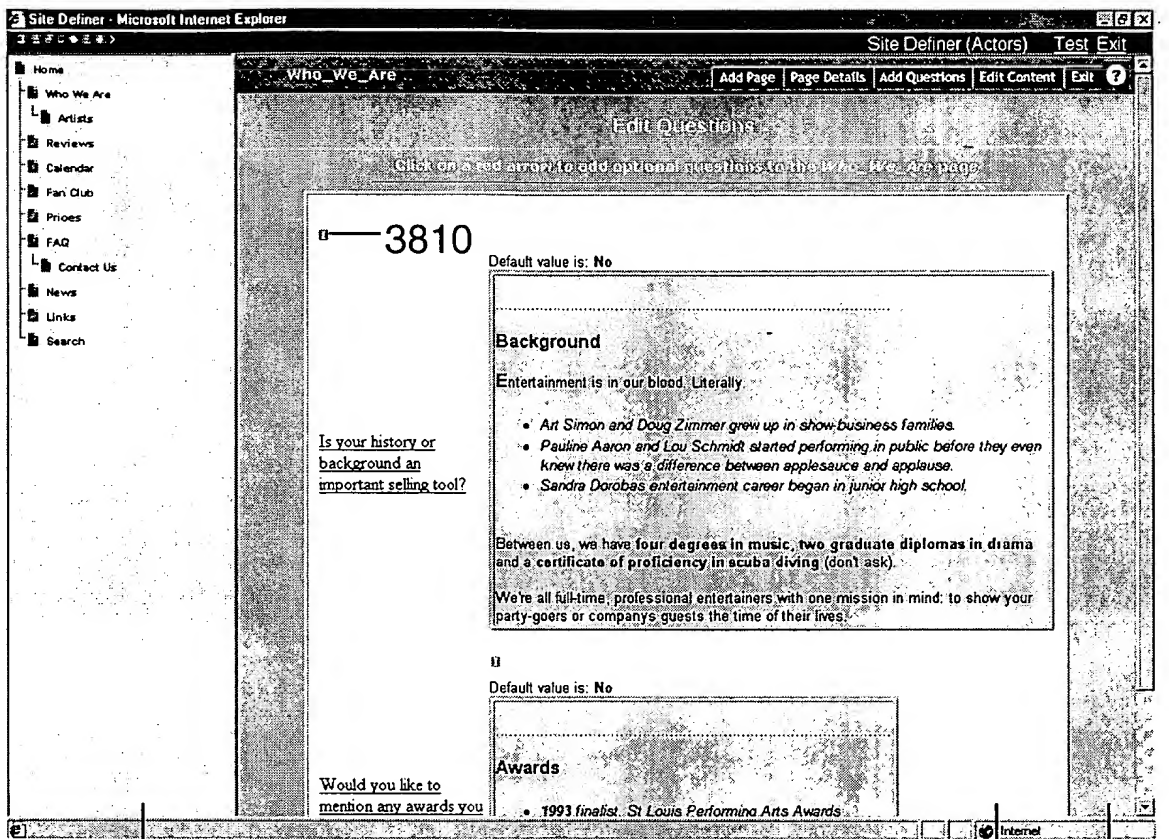 Site Definer - Microsoft Internet Explorer
Site Definer (Actors) Test Exit
Home
Who We Are
Artists
Reviews
Calendar
Fan Club
Prices
FAQ
Contact Us
News
Links
Search
Who_We_Are
Add Page Page Details Add Questions Edit Content Exit ?
Edit Questions
Click on a red arrow to add optional questions to the Who_We_Are page
3810
Default value is: No
Background
Entertainment is in our blood. Literally.
• Art Simon and Doug Zimmer grew up in show-business families.
• Pauline Aaron and Lou Schmidt started performing in public before they even
knew there was a difference between applesauce and applause.
• Sandra Dorobas entertainment career began in junior high school.
Is your history or
background an
important selling tool?
Between us, we have four degrees in music, two graduate diplomas in drama
and a certificate of proficiency in scuba diving (don't ask).
We're all full-time, professional entertainers with one mission in mind: to show your
party-goers or companys guests the time of their lives.
Default value is: No
Awards
Would you like to
mention any awards you
• 1993 finalist, St Louis Performing Arts Awards
Internet